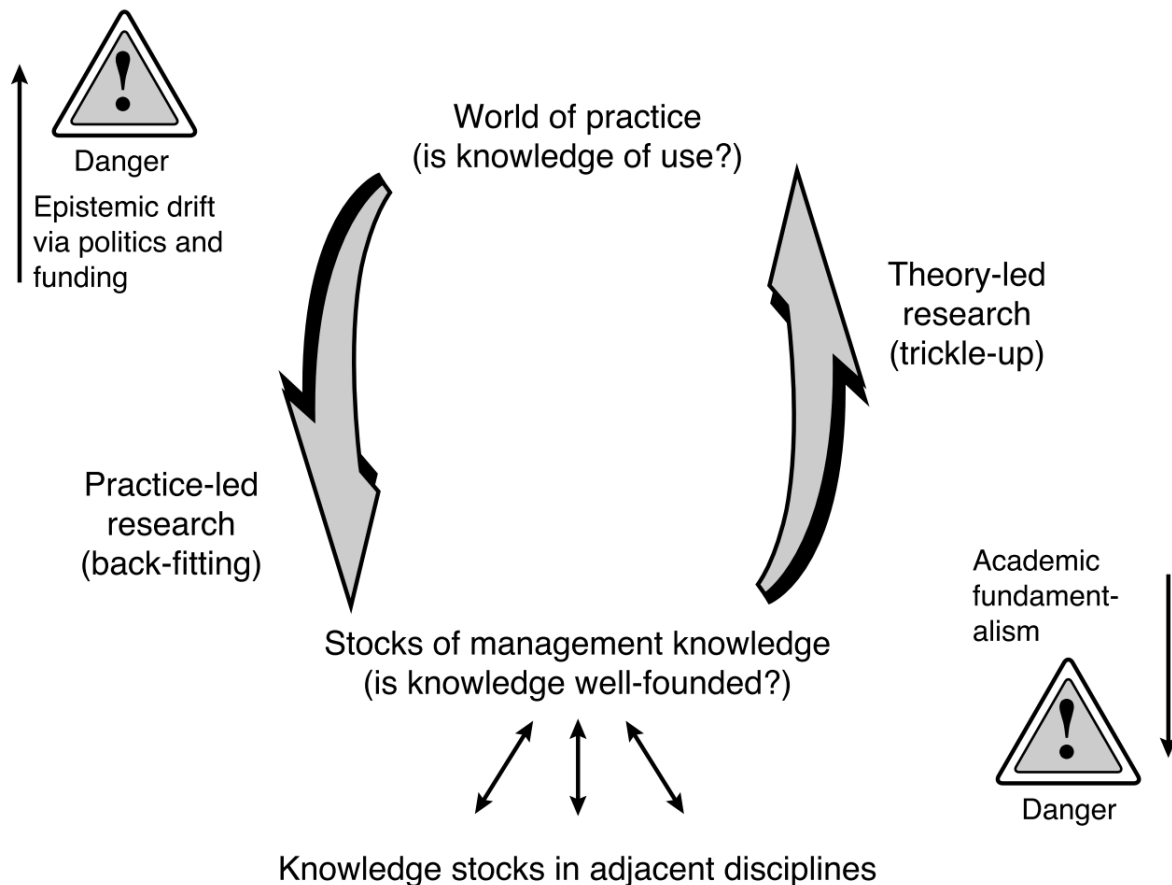 !
Danger
Epistemic drift
via politics and
funding
World of practice
(is knowledge of use?)
Theory-led
research
(trickle-up)
Practice-led
research
(back-fitting)
Academic
fundament-
alism
!
Danger
Stocks of management knowledge
(is knowledge well-founded?)
Knowledge stocks in adjacent disciplines